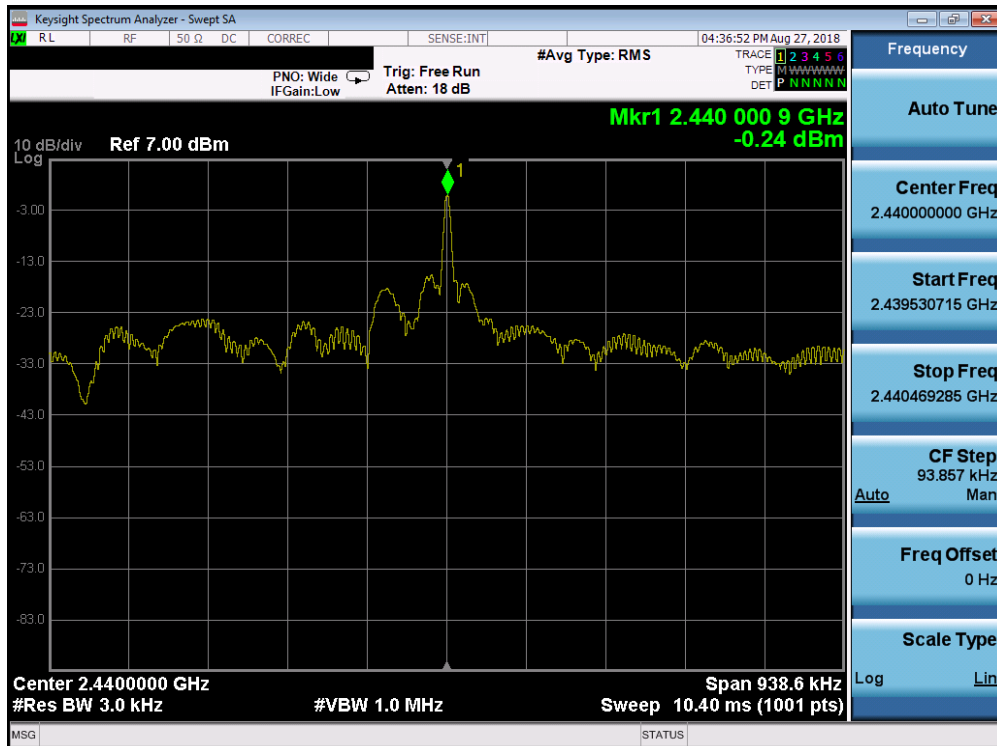 Keysight Spectrum Analyzer - Swept SA
LXI RL RF 50 Ω DC CORREC SENSE:INT 04:36:52 PM Aug 27, 2018
#Avg Type: RMS
TRACE 1 2 3 4 5 6
TYPE M WWWWW
DET P N N N N N
PNO: Wide
IFGain:Low
Trig: Free Run
Atten: 18 dB
Mkr1 2.440 000 9 GHz
-0.24 dBm
10 dB/div
Log
Ref 7.00 dBm
1
-3.00
-13.0
-23.0
-33.0
-43.0
-53.0
-63.0
-73.0
-83.0
Center 2.4400000 GHz
Span 938.6 kHz
#Res BW 3.0 kHz
#VBW 1.0 MHz
Sweep 10.40 ms (1001 pts)
MSG
STATUS
Frequency
Auto Tune
Center Freq
2.440000000 GHz
Start Freq
2.439530715 GHz
Stop Freq
2.440469285 GHz
CF Step
93.857 kHz
Auto Man
Freq Offset
0 Hz
Scale Type
Log Lin